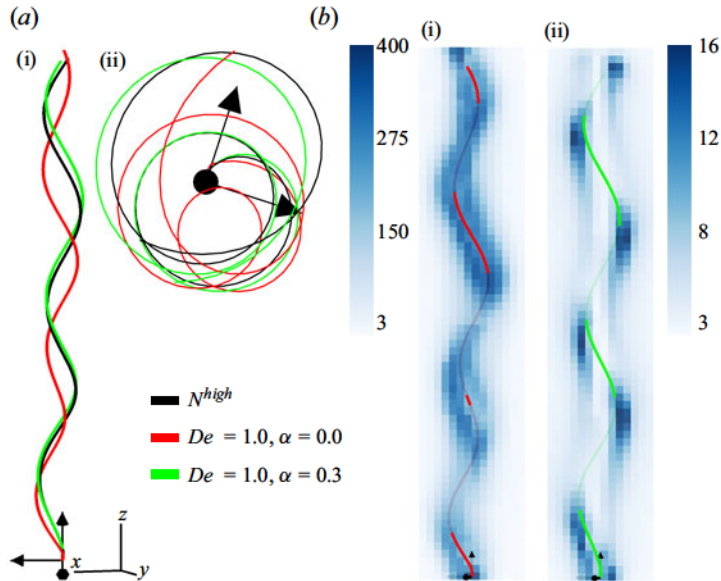 (a)
(i)
(ii)
N^high
De = 1.0, α = 0.0
De = 1.0, α = 0.3
z
x
y
(b)
(i)
(ii)
400
275
150
3
16
12
8
3